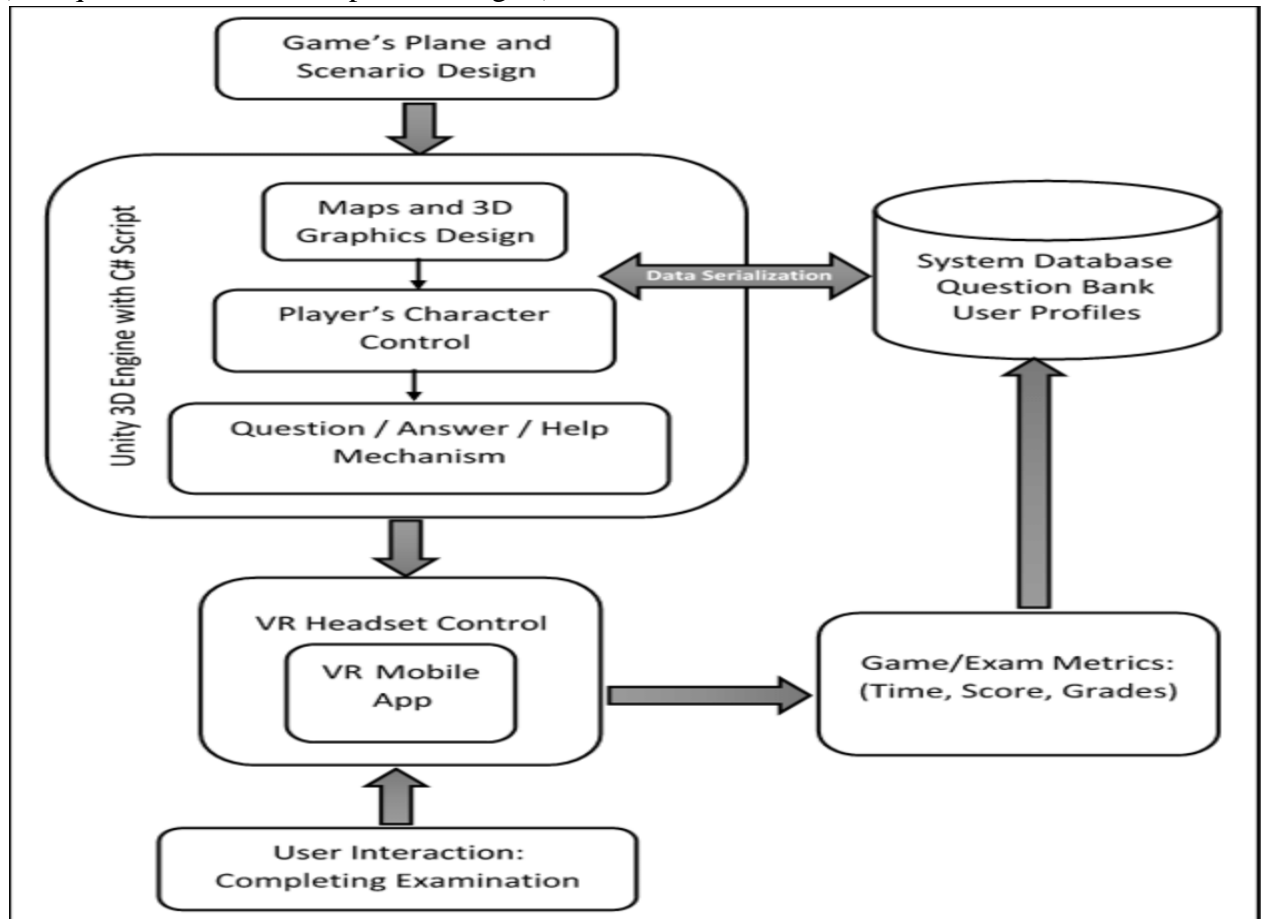 Game's Plane and
Scenario Design
Unity 3D Engine with C# Script
Maps and 3D
Graphics Design
Player's Character
Control
Question / Answer / Help
Mechanism
Data Serialization
System Database
Question Bank
User Profiles
VR Headset Control
VR Mobile
App
Game/Exam Metrics:
(Time, Score, Grades)
User Interaction:
Completing Examination